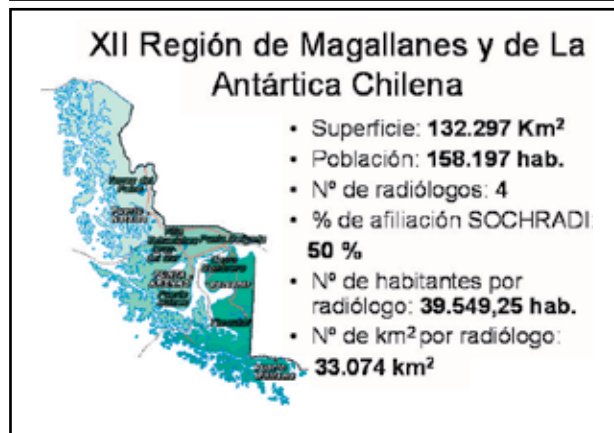 XII Región de Magallanes y de La
Antártica Chilena
• Superficie: 132.297 Km²
• Población: 158.197 hab.
• Nº de radiólogos: 4
• % de afiliación SOCHRADI:
50 %
• Nº de habitantes por
radiólogo: 39.549,25 hab.
• Nº de km² por radiólogo:
33.074 km²